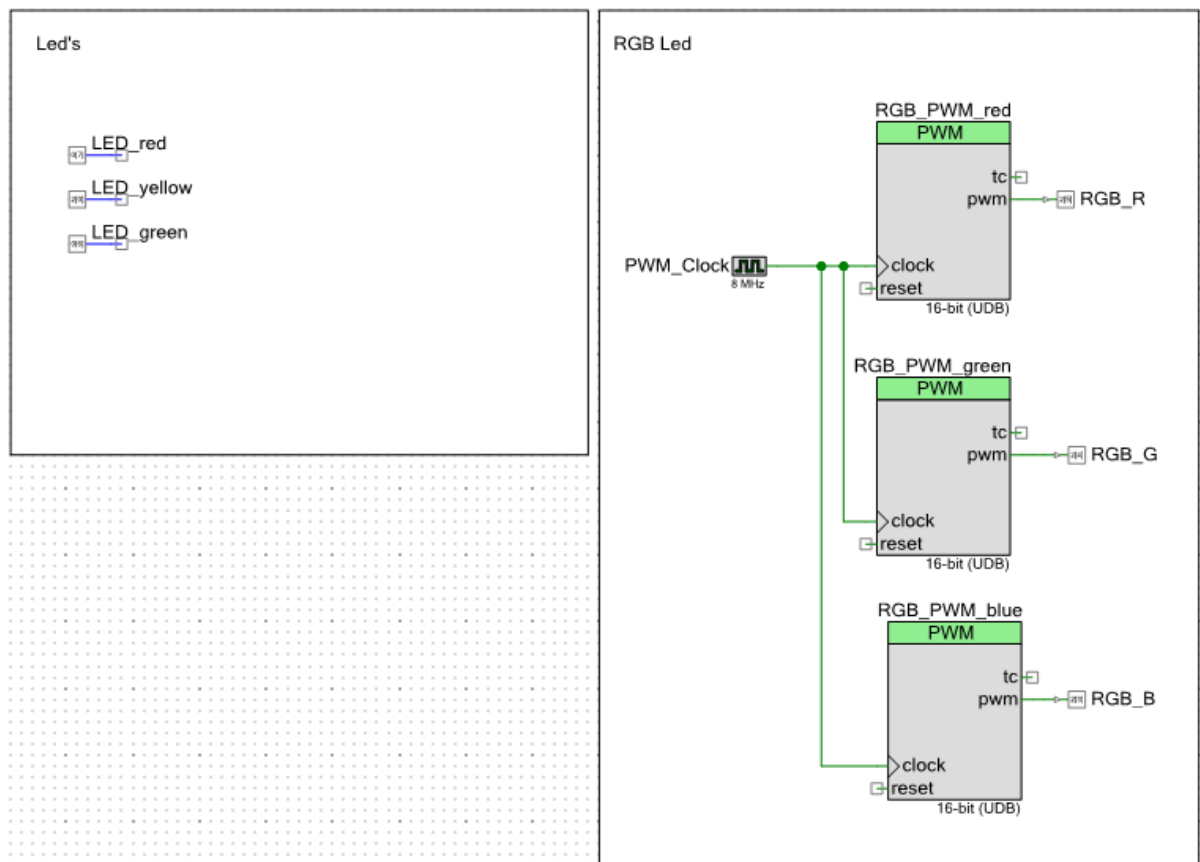 Led's
LED_red
LED_yellow
LED_green
RGB Led
RGB_PWM_red
PWM
tc
pwm
RGB_R
PWM_Clock
8 MHz
clock
reset
16-bit (UDB)
RGB_PWM_green
PWM
tc
pwm
RGB_G
clock
reset
16-bit (UDB)
RGB_PWM_blue
PWM
tc
pwm
RGB_B
clock
reset
16-bit (UDB)